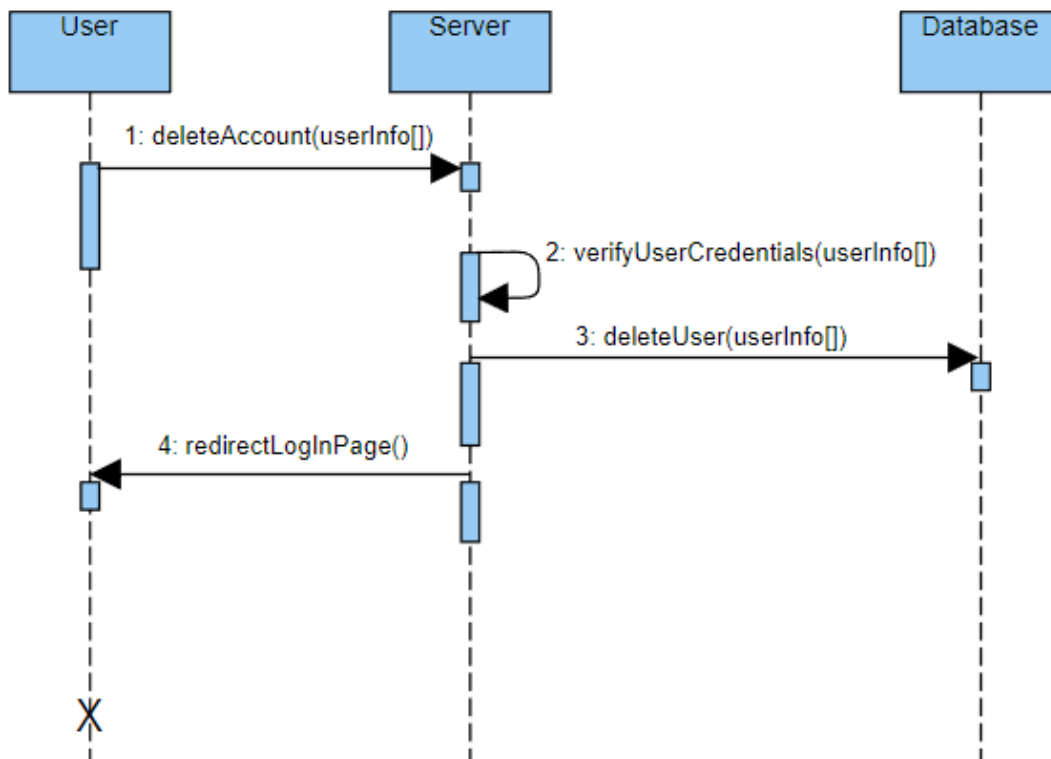 User
Server
Database
1: deleteAccount(userInfo[])
2: verifyUserCredentials(userInfo[])
3: deleteUser(userInfo[])
4: redirectLogInPage()
X